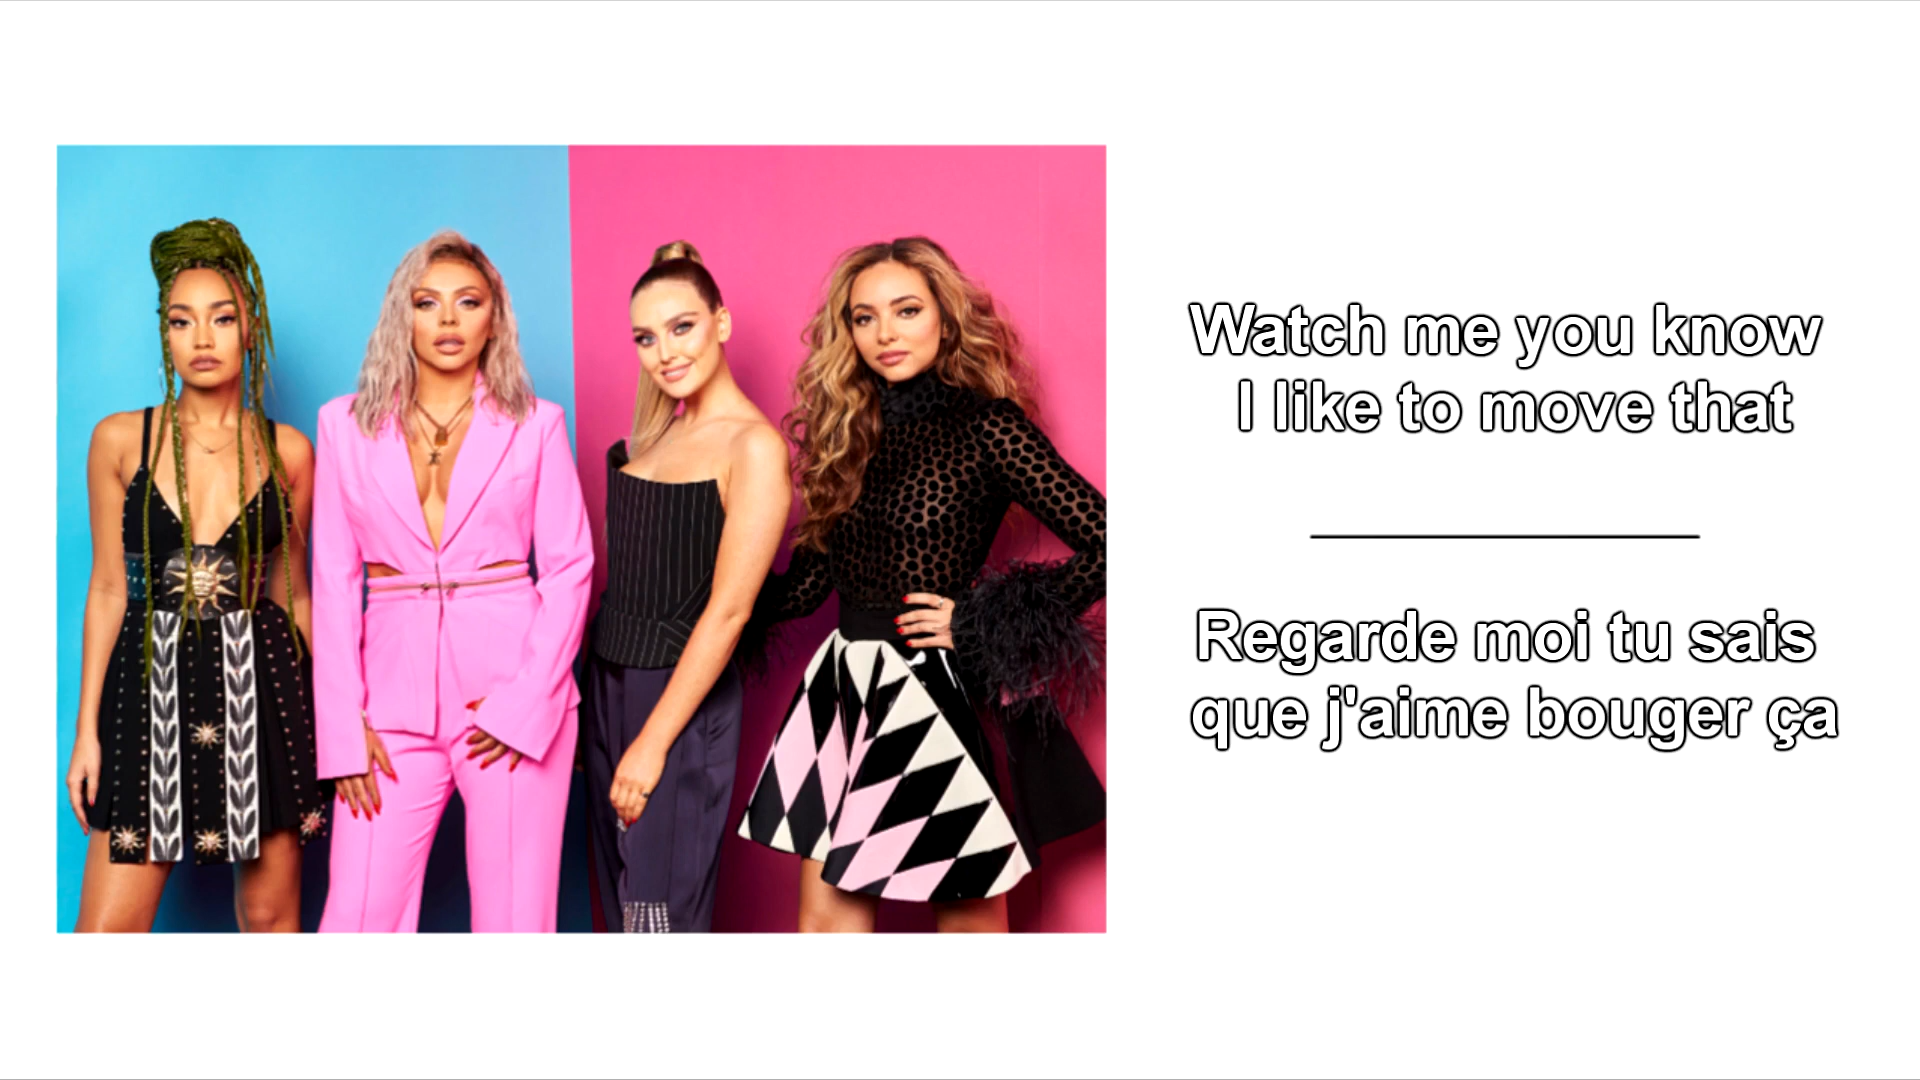 Watch me you know
I like to move that
Regarde moi tu sais
que j'aime bouger ça